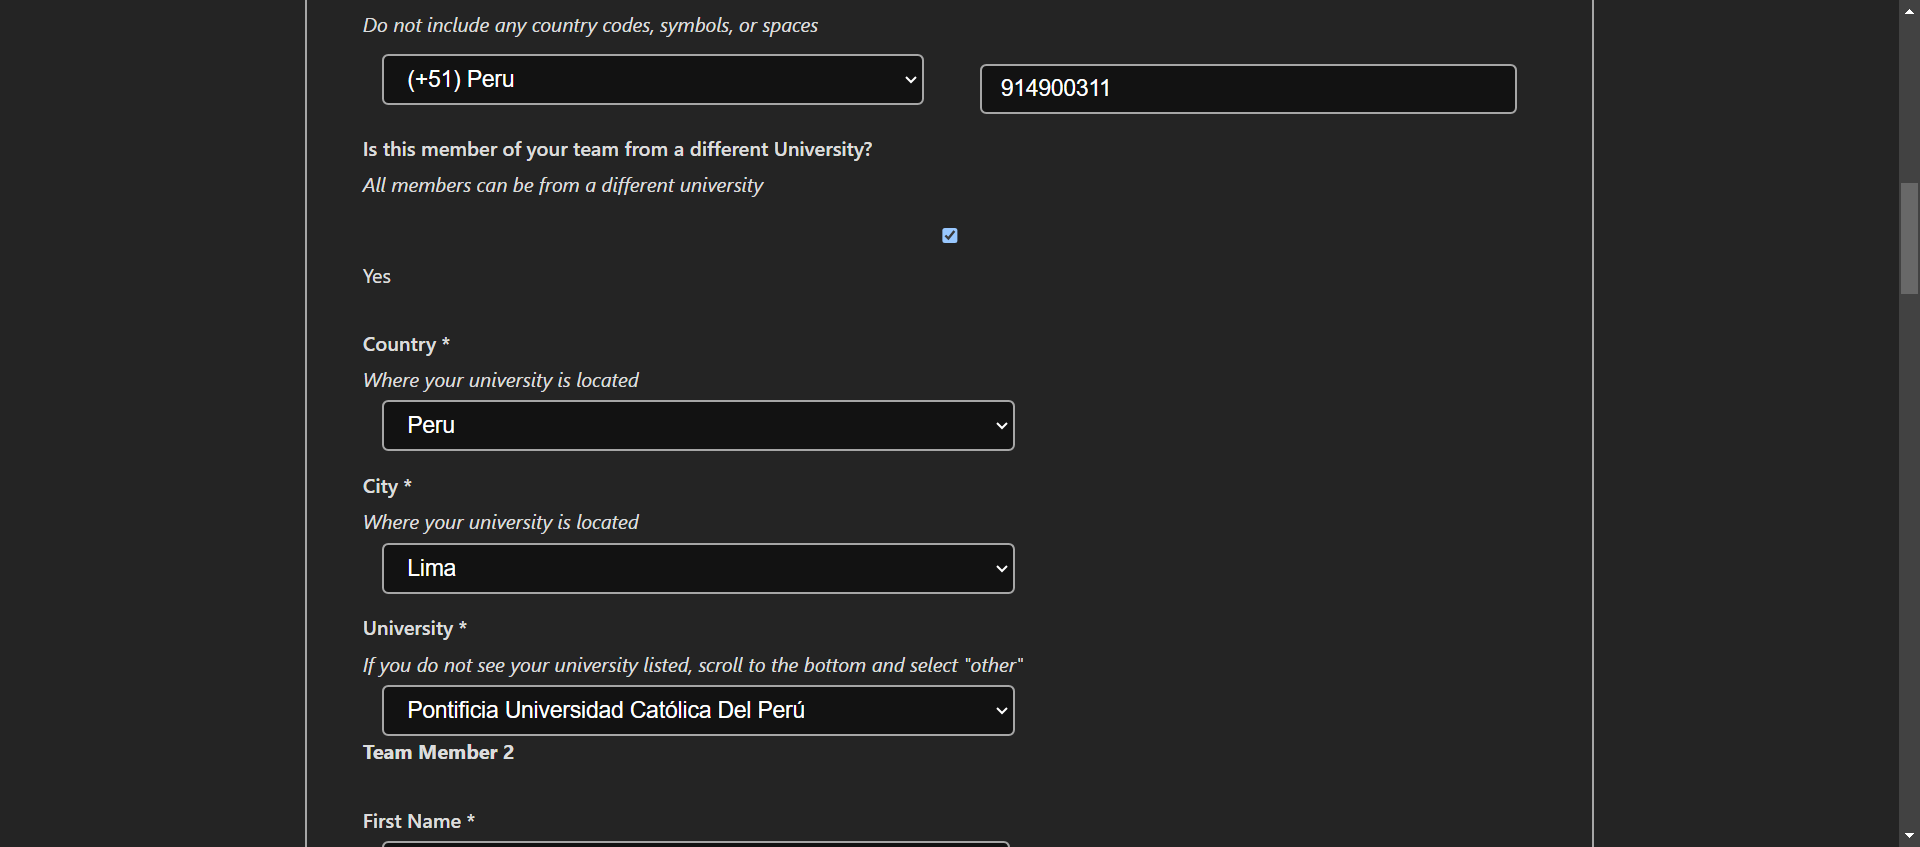 Do not include any country codes, symbols, or spaces
(+51) Peru
914900311
Is this member of your team from a different University?
All members can be from a different university
Yes
Country *
Where your university is located
Peru
City *
Where your university is located
Lima
University *
If you do not see your university listed, scroll to the bottom and select "other"
Pontificia Universidad Católica Del Perú
Team Member 2
First Name *